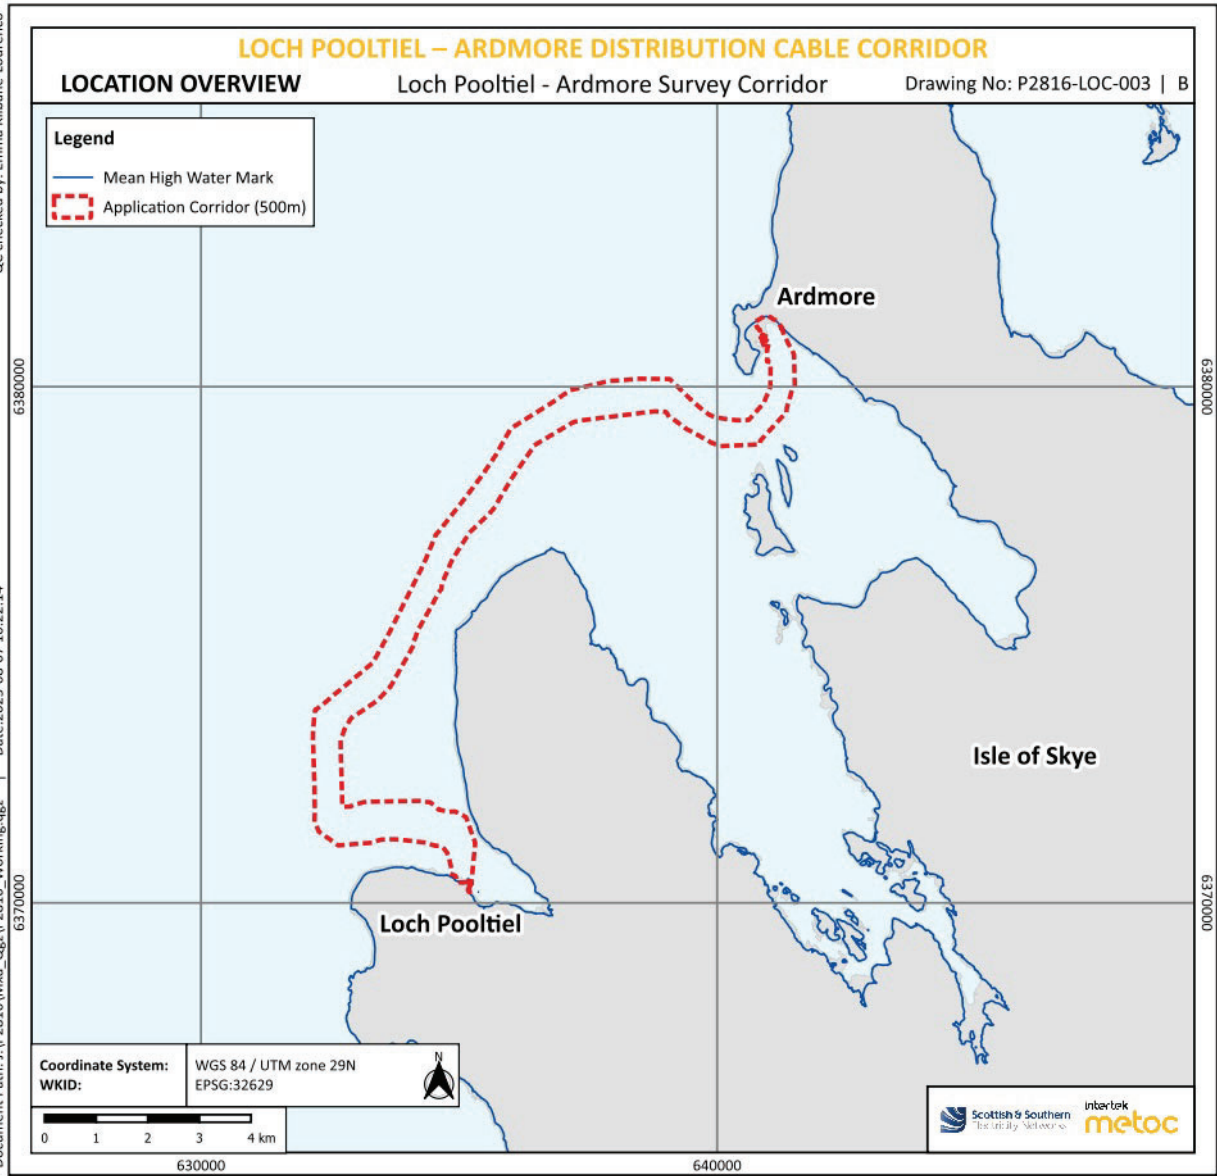 LOCH POOLTIEL – ARDMORE DISTRIBUTION CABLE CORRIDOR
LOCATION OVERVIEW
Loch Pooltiel - Ardmore Survey Corridor
Drawing No: P2816-LOC-003 | B
Legend
Mean High Water Mark
Application Corridor (500m)
Ardmore
6380000
6380000
Isle of Skye
6370000
6370000
Loch Pooltiel
Coordinate System:
WGS 84 / UTM zone 29N
WKID:
EPSG:32629
N
0 1 2 3 4 km
Scottish & Southern
Electricity Networks
intertek
metoc
630000
640000